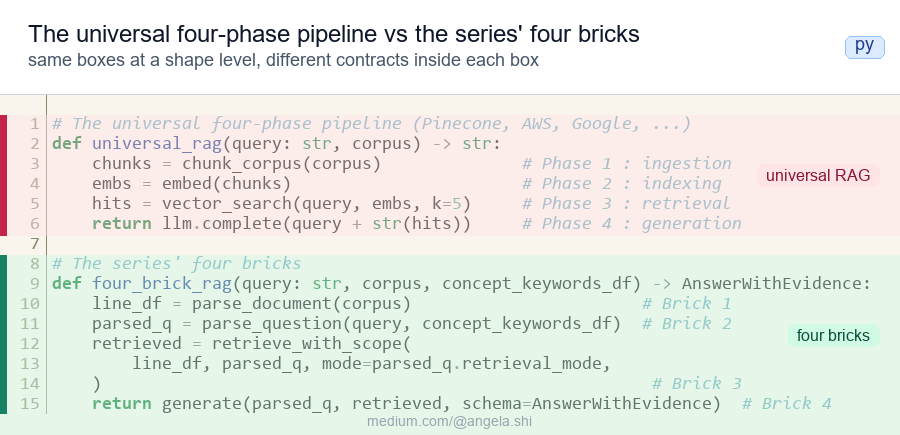 The universal four-phase pipeline vs the series' four bricks
same boxes at a shape level, different contracts inside each box
py
1 # The universal four-phase pipeline (Pinecone, AWS, Google, ...)
2 def universal_rag(query: str, corpus) -> str:
3     chunks = chunk_corpus(corpus)              # Phase 1 : ingestion
4     embs = embed(chunks)                       # Phase 2 : indexing
universal RAG
5     hits = vector_search(query, embs, k=5)     # Phase 3 : retrieval
6     return llm.complete(query + str(hits))     # Phase 4 : generation
7
8 # The series' four bricks
9 def four_brick_rag(query: str, corpus, concept_keywords_df) -> AnswerWithEvidence:
10     line_df = parse_document(corpus)                       # Brick 1
11     parsed_q = parse_question(query, concept_keywords_df)  # Brick 2
four bricks
12     retrieved = retrieve_with_scope(
13         line_df, parsed_q, mode=parsed_q.retrieval_mode,
14     )                                                       # Brick 3
15     return generate(parsed_q, retrieved, schema=AnswerWithEvidence)  # Brick 4
medium.com/@angela.shi